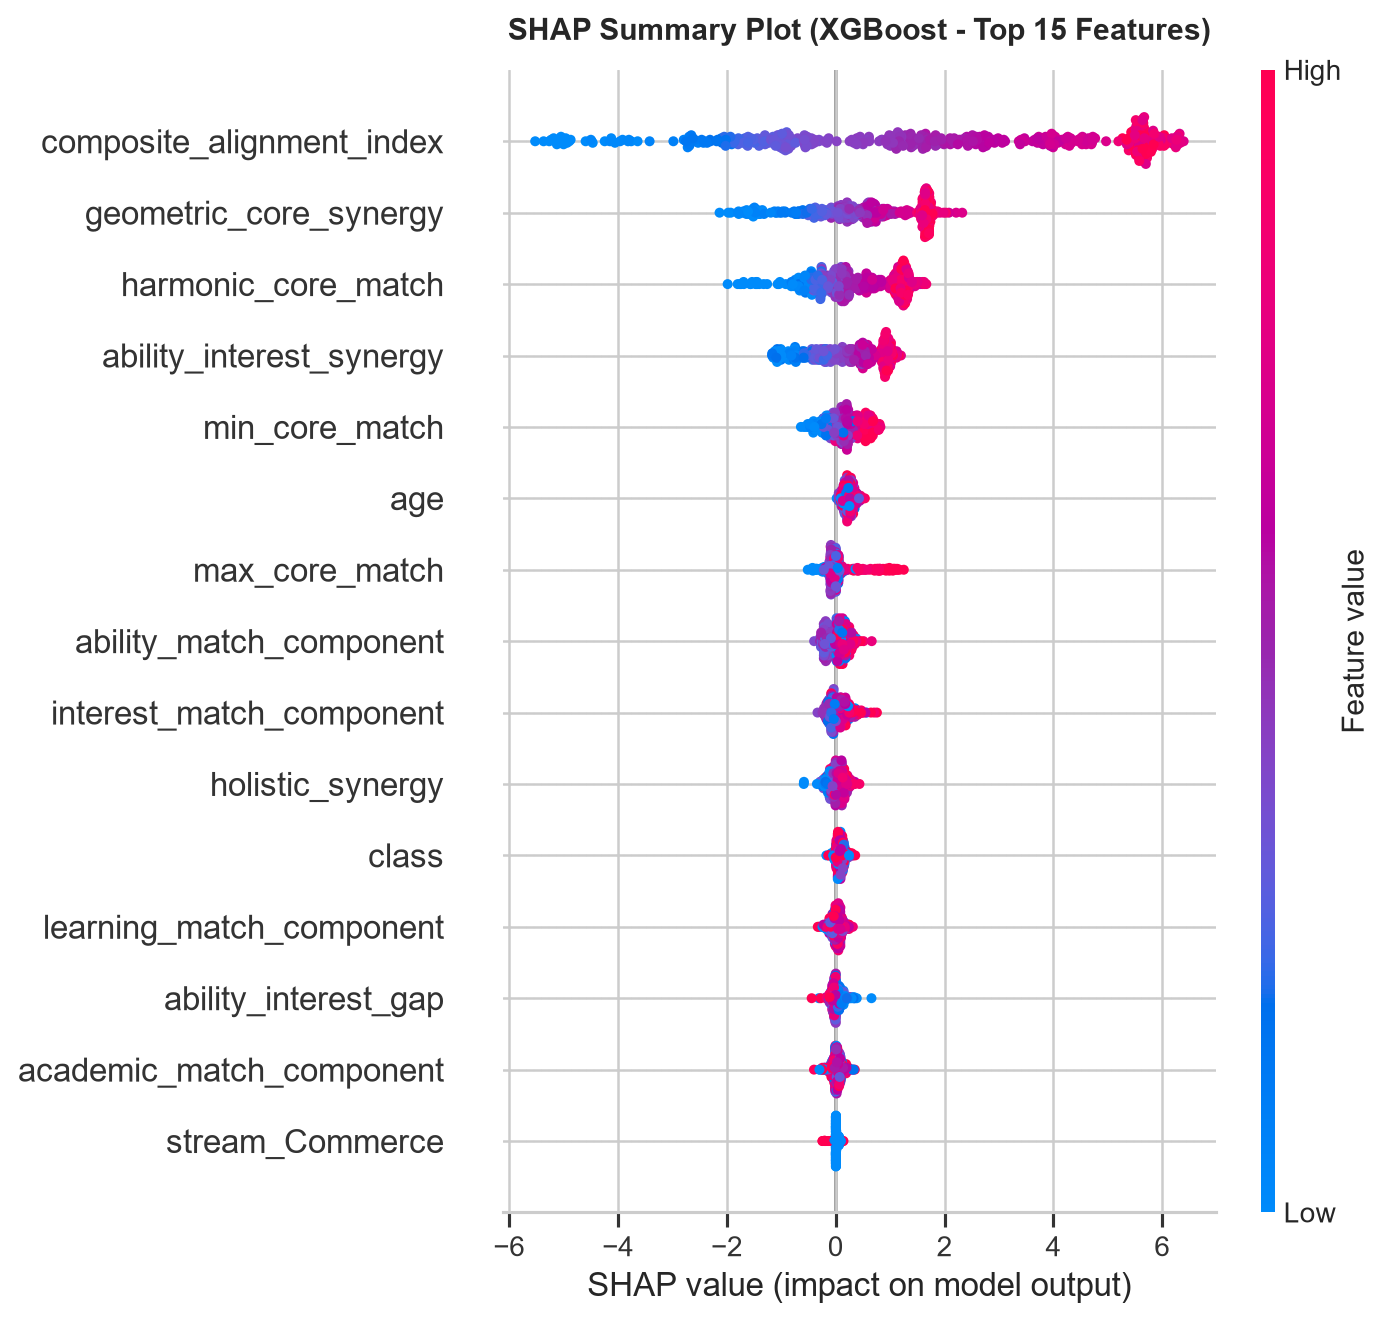 SHAP Summary Plot (XGBoost - Top 15 Features)
High
composite_alignment_index
geometric_core_synergy
harmonic_core_match
ability_interest_synergy
min_core_match
age
max_core_match
ability_match_component
interest_match_component
holistic_synergy
class
learning_match_component
ability_interest_gap
academic_match_component
stream_Commerce
Feature value
Low
−6 −4 −2 0 2 4 6
SHAP value (impact on model output)